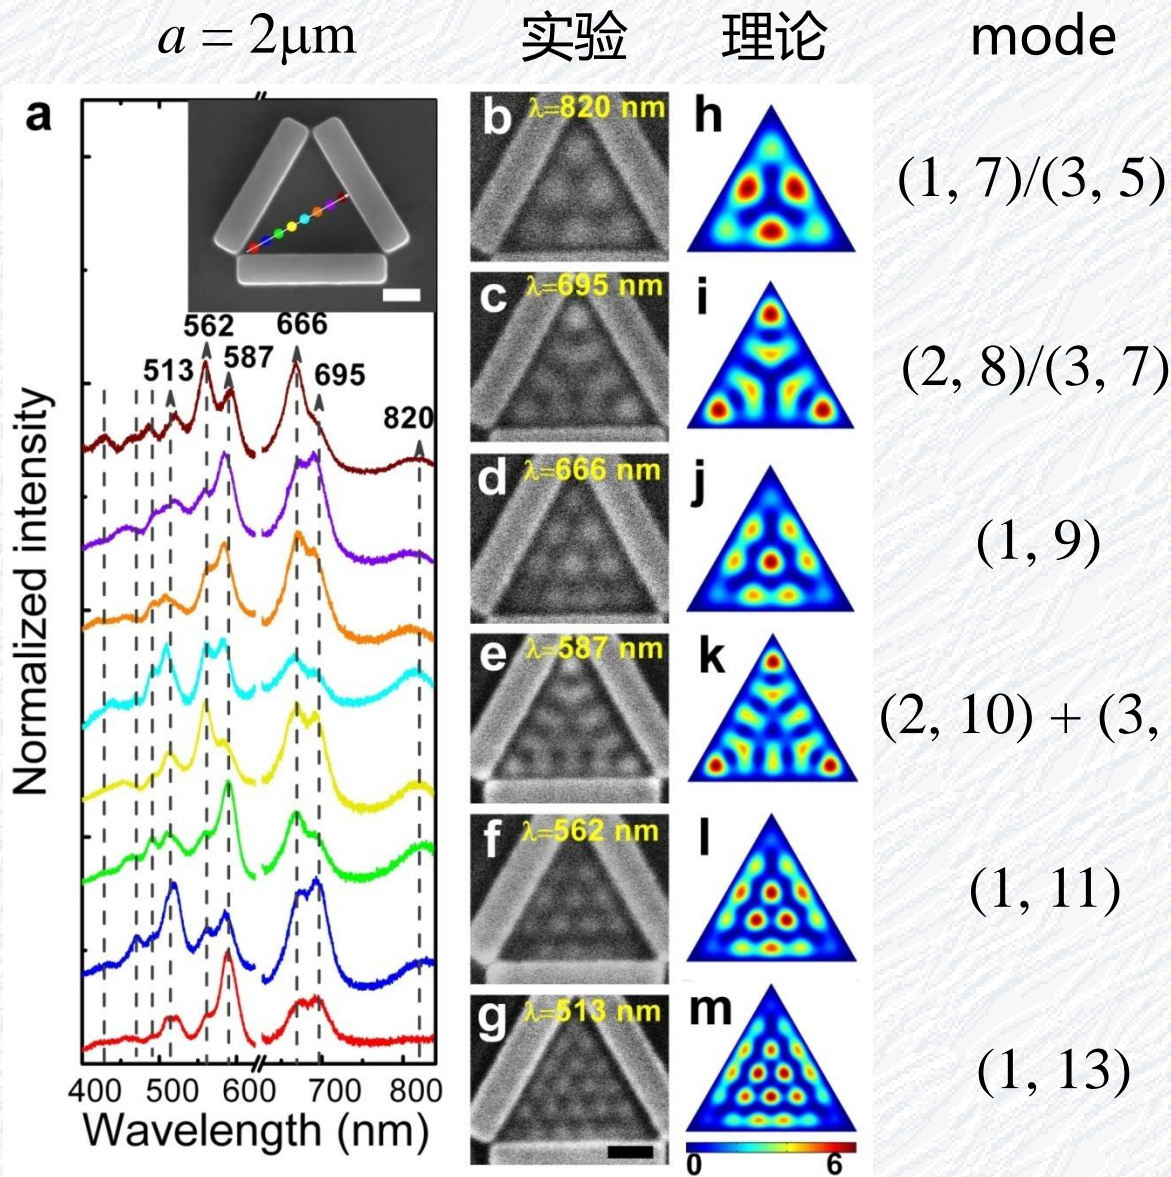 a = 2μm 实验 理论 mode
a
562
666
513
587
695
820
Normalized intensity
400 500 600 700 800
Wavelength (nm)
b λ=820 nm h (1, 7)/(3, 5)
c λ=695 nm i (2, 8)/(3, 7)
d λ=666 nm j (1, 9)
e λ=587 nm k (2, 10) + (3,
f λ=562 nm l (1, 11)
g λ=513 nm m (1, 13)
0 6